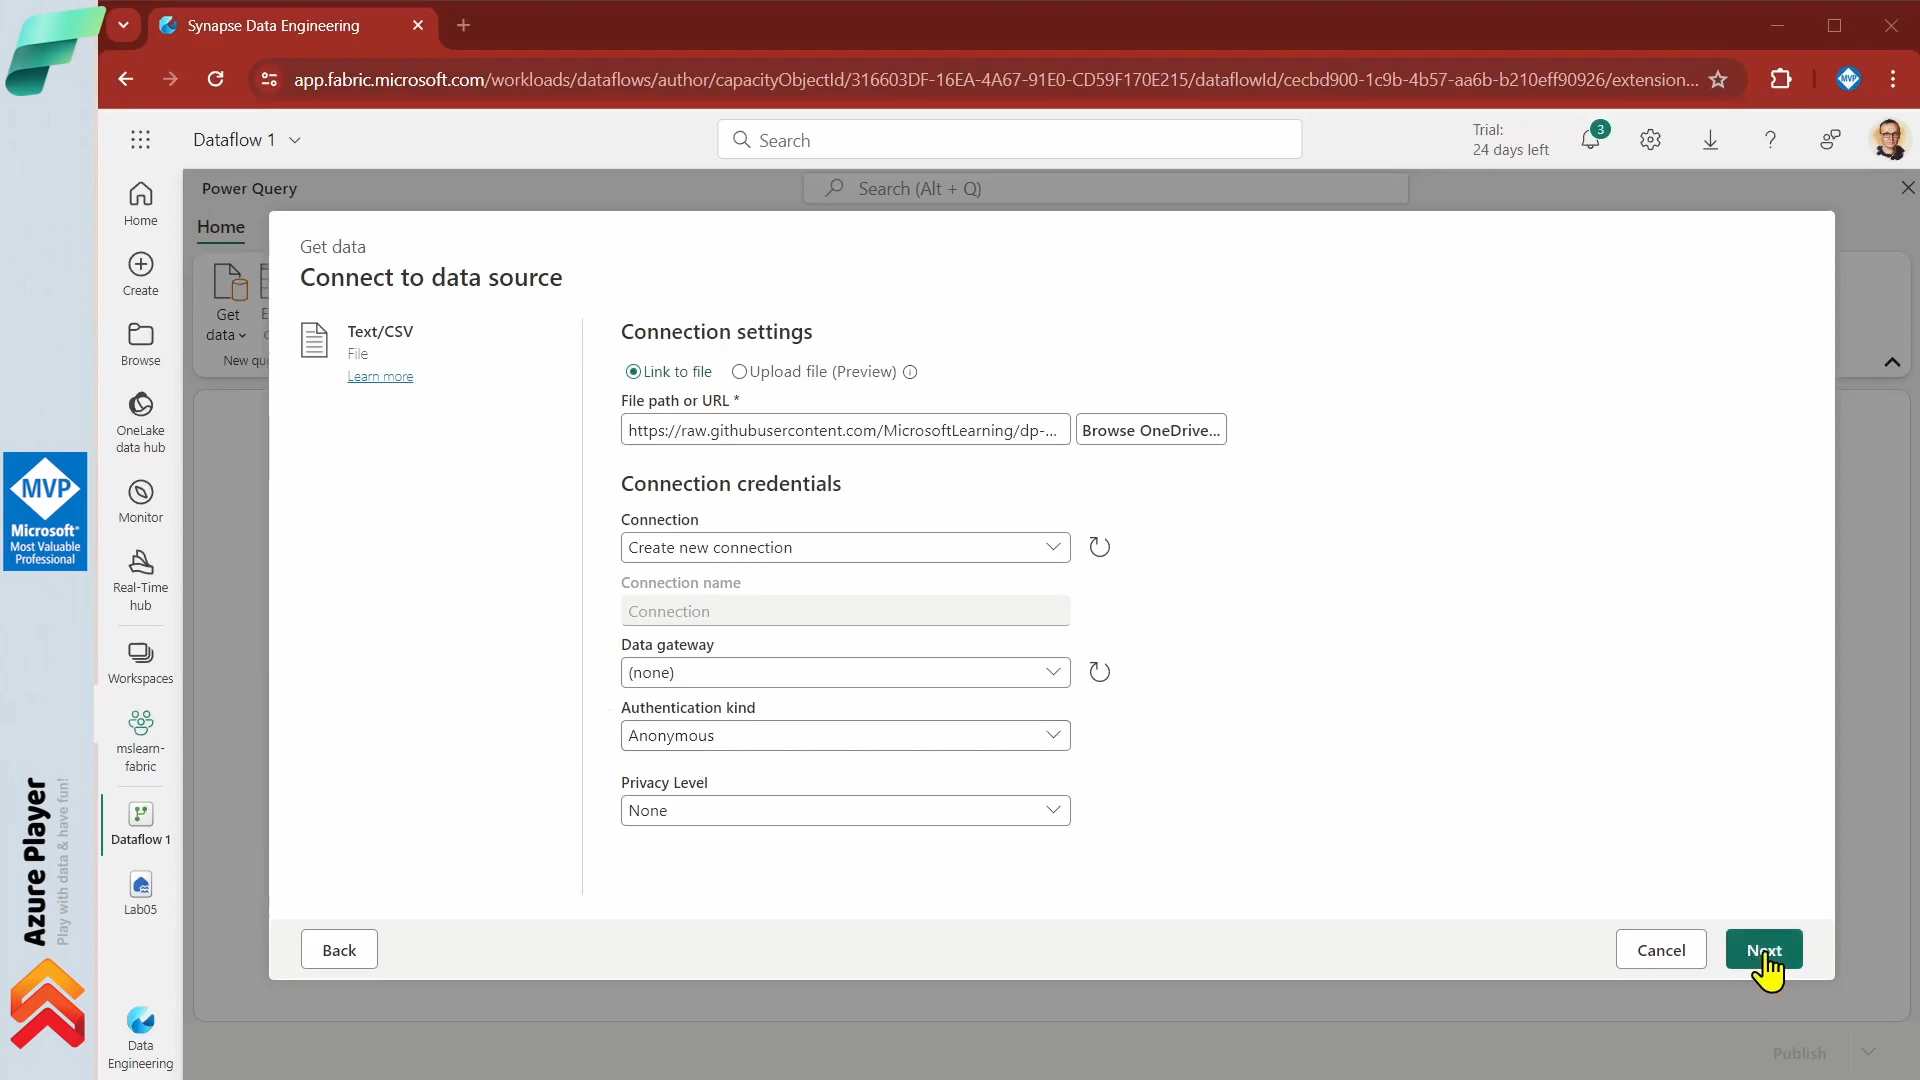 Synapse Data Engineering
app.fabric.microsoft.com/workloads/dataflows/author/capacityObjectId/316603DF-16EA-4A67-91E0-CD59F170E215/dataflowId/cecbd900-1c9b-4b57-aa6b-b210eff90926/extension...
MVP
Dataflow 1
Search
Trial:
24 days left
3
Power Query
Search (Alt + Q)
Home
Home
Create
Browse
OneLake
data hub
Monitor
Real-Time
hub
Workspaces
mslearn-
fabric
Dataflow 1
Lab05
Data
Engineering
Get
data
New qu
Get data
Connect to data source
Text/CSV
File
Learn more
Connection settings
Link to file
Upload file (Preview)
File path or URL *
https://raw.githubusercontent.com/MicrosoftLearning/dp-...
Browse OneDrive...
Connection credentials
Connection
Create new connection
Connection name
Connection
Data gateway
(none)
Authentication kind
Anonymous
Privacy Level
None
Back
Cancel
Next
Publish
MVP
Microsoft®
Most Valuable
Professional
Azure Player
Play with data & have fun!